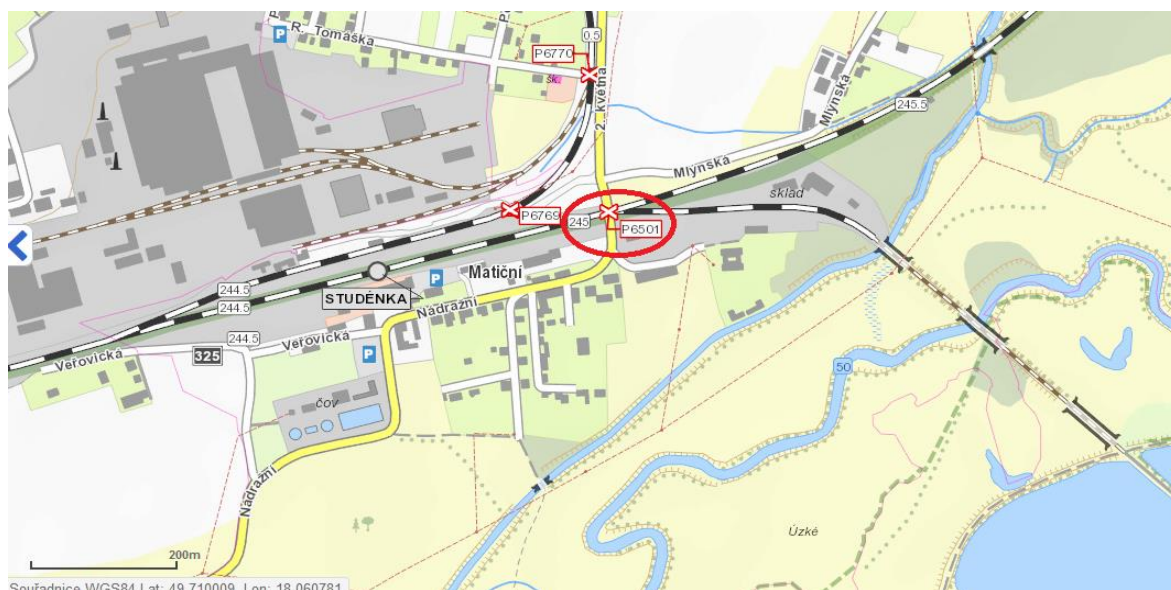 R. Tomáška
P
0.5
P6770
šk.
2. května
Mlýnská
245.5
Mlýnská
sklad
P6769
245
P6501
Matiční
P
STUDÉNKA
244.5
244.5
Nádražní
244.5
Veřovická
325
Veřovická
P
50
čov
Nádražní
Úzké
200m
Souřadnice WGS84 Lat: 49.710009 Lon: 18.060781